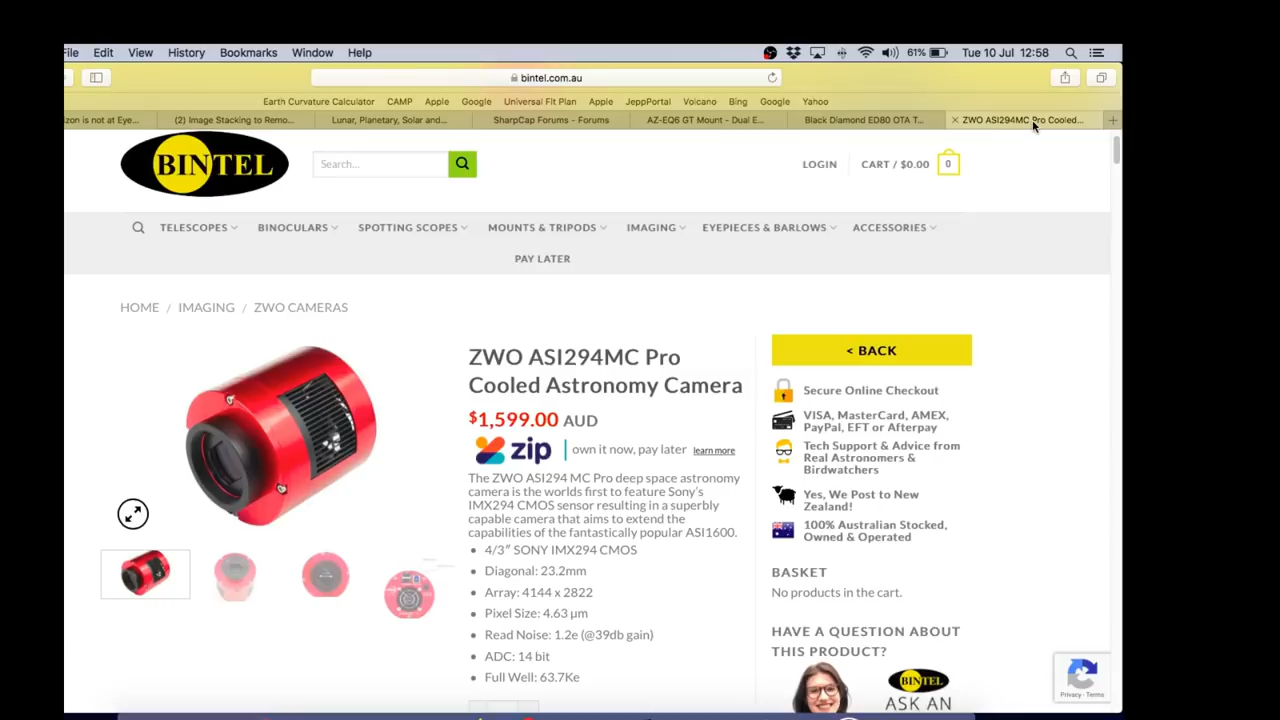 File Edit View History Bookmarks Window Help 61% Tue 10 Jul 12:58
bintel.com.au
Earth Curvature Calculator CAMP Apple Google Universal Flt Plan Apple JeppPortal Volcano Bing Google Yahoo
izon is not at Eye... (2) Image Stacking to Remo... Lunar, Planetary, Solar and... SharpCap Forums - Forums AZ-EQ6 GT Mount - Dual E... Black Diamond ED80 OTA T... ZWO ASI294MC Pro Cooled...
BINTEL
Search...
LOGIN CART / $0.00 0
TELESCOPES BINOCULARS SPOTTING SCOPES MOUNTS & TRIPODS IMAGING EYEPIECES & BARLOWS ACCESSORIES
PAY LATER
HOME / IMAGING / ZWO CAMERAS
ZWO ASI294MC Pro
Cooled Astronomy Camera
$1,599.00 AUD
zip own it now, pay later learn more
The ZWO ASI294 MC Pro deep space astronomy
camera is the worlds first to feature Sony's
IMX294 CMOS sensor resulting in a superbly
capable camera that aims to extend the
capabilities of the fantastically popular ASI1600.
• 4/3″ SONY IMX294 CMOS
• Diagonal: 23.2mm
• Array: 4144 x 2822
• Pixel Size: 4.63 µm
• Read Noise: 1.2e (@39db gain)
• ADC: 14 bit
• Full Well: 63.7Ke
< BACK
Secure Online Checkout
VISA, MasterCard, AMEX,
PayPal, EFT or Afterpay
Tech Support & Advice from
Real Astronomers &
Birdwatchers
Yes, We Post to New
Zealand!
100% Australian Stocked,
Owned & Operated
BASKET
No products in the cart.
HAVE A QUESTION ABOUT
THIS PRODUCT?
BINTEL
ASK AN
Privacy - Terms